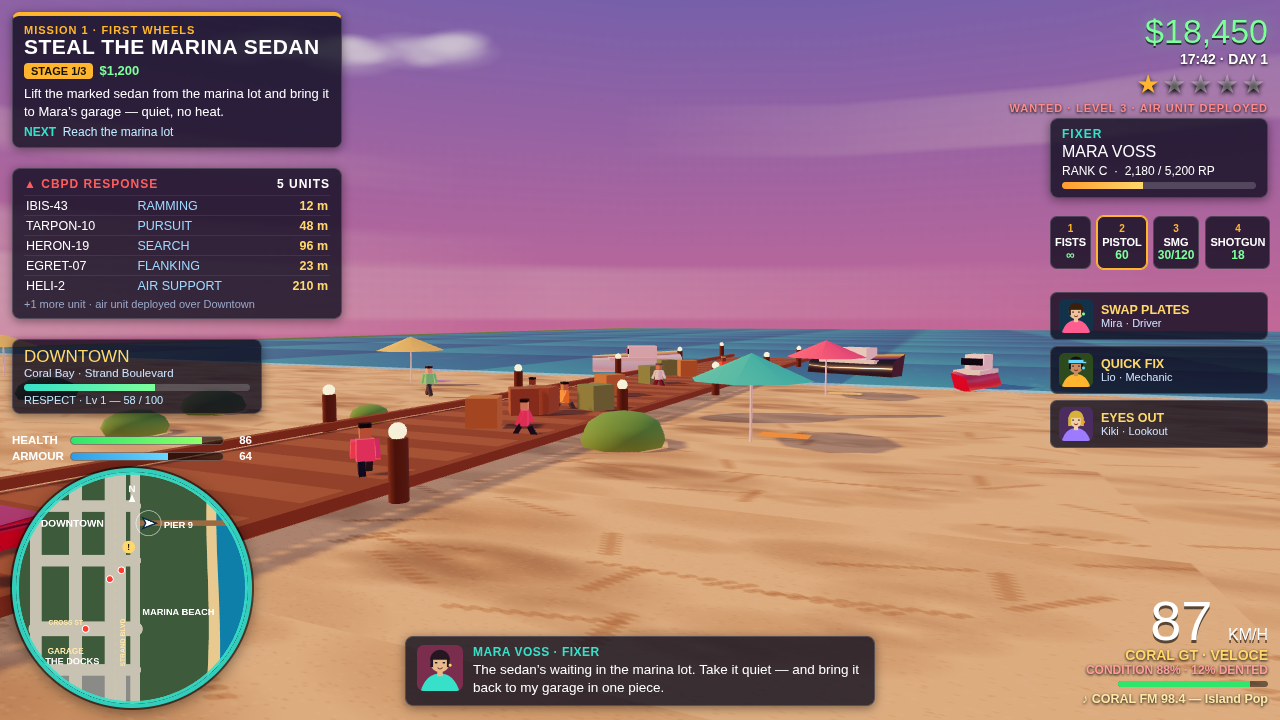 MISSION 1 · FIRST WHEELS
STEAL THE MARINA SEDAN
STAGE 1/3 $1,200
Lift the marked sedan from the marina lot and bring it
to Mara's garage — quiet, no heat.
NEXT Reach the marina lot
▲ CBPD RESPONSE 5 UNITS
IBIS-43 RAMMING 12 m
TARPON-10 PURSUIT 48 m
HERON-19 SEARCH 96 m
EGRET-07 FLANKING 23 m
HELI-2 AIR SUPPORT 210 m
+1 more unit · air unit deployed over Downtown
DOWNTOWN
Coral Bay · Strand Boulevard
RESPECT · Lv 1 — 58 / 100
HEALTH 86
ARMOUR 64
N
DOWNTOWN
PIER 9
!
MARINA BEACH
CROSS ST
STRAND BLVD
GARAGE
THE DOCKS
$18,450
17:42 · DAY 1
WANTED · LEVEL 3 · AIR UNIT DEPLOYED
FIXER
MARA VOSS
RANK C · 2,180 / 5,200 RP
1 FISTS ∞
2 PISTOL 60
3 SMG 30/120
4 SHOTGUN 18
SWAP PLATES
Mira · Driver
QUICK FIX
Lio · Mechanic
EYES OUT
Kiki · Lookout
MARA VOSS · FIXER
The sedan's waiting in the marina lot. Take it quiet — and bring it
back to my garage in one piece.
87 KM/H
CORAL GT · VELOCE
CONDITION 88% · 12% DENTED
♪ CORAL FM 98.4 — Island Pop